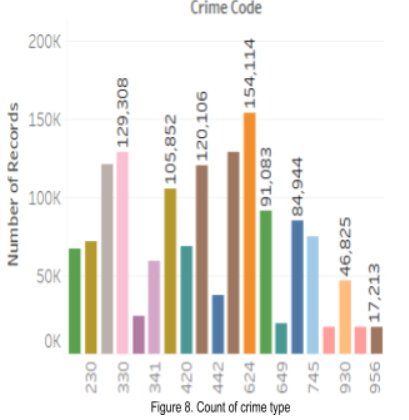 Crime Code
200K
150K
100K
50K
0K
Number of Records
129,308
105,852
120,106
154,114
91,083
84,944
46,825
17,213
230
330
341
420
442
624
649
745
930
956
Figure 8. Count of crime type